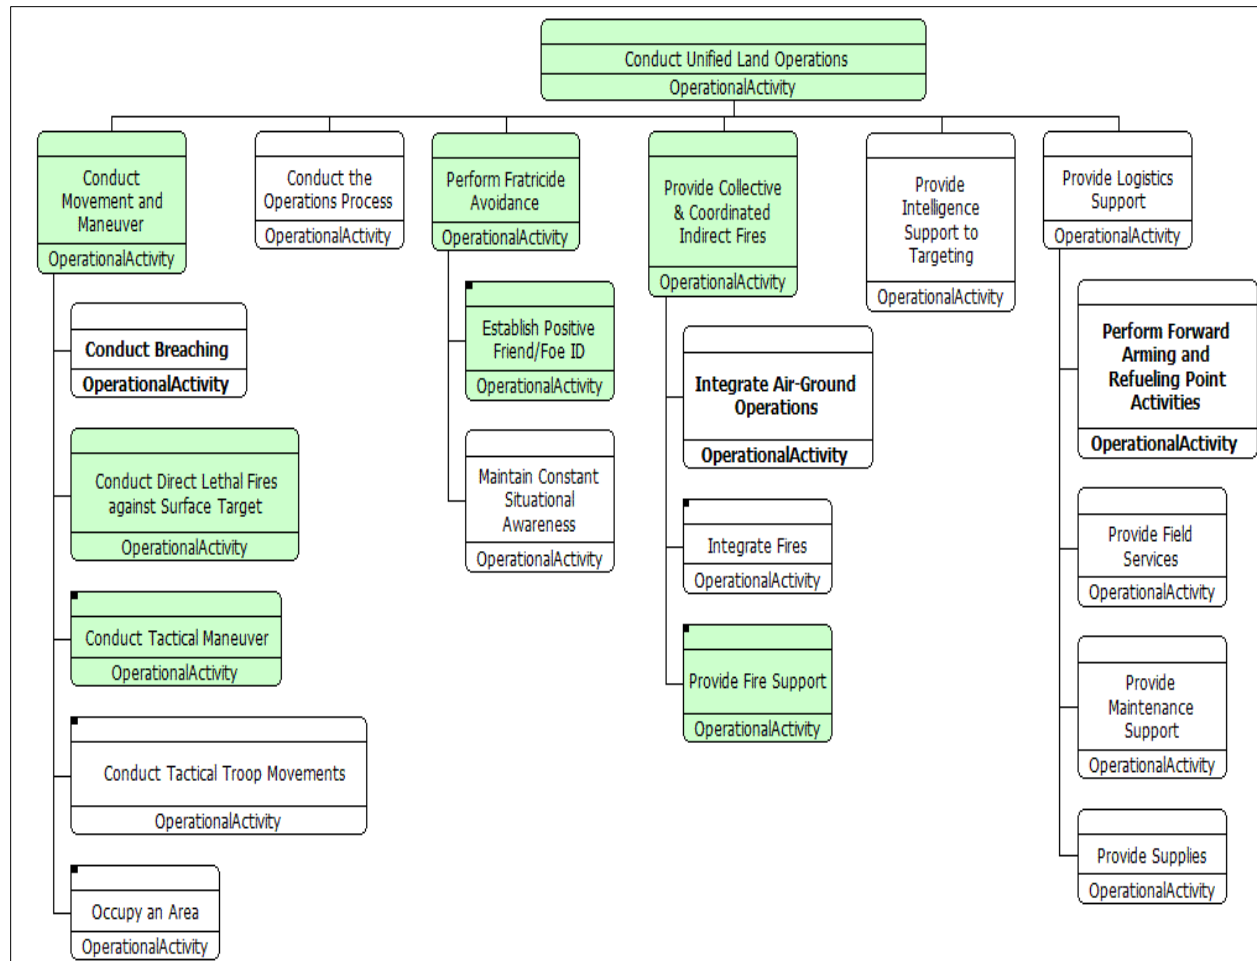 Conduct Unified Land Operations
OperationalActivity
Conduct
Movement and
Maneuver
OperationalActivity
Conduct the
Operations Process
OperationalActivity
Perform Fratricide
Avoidance
OperationalActivity
Provide Collective
& Coordinated
Indirect Fires
OperationalActivity
Provide
Intelligence
Support to
Targeting
OperationalActivity
Provide Logistics
Support
OperationalActivity
Conduct Breaching
OperationalActivity
Conduct Direct Lethal Fires
against Surface Target
OperationalActivity
Conduct Tactical Maneuver
OperationalActivity
Conduct Tactical Troop Movements
OperationalActivity
Occupy an Area
OperationalActivity
Establish Positive
Friend/Foe ID
OperationalActivity
Maintain Constant
Situational
Awareness
OperationalActivity
Integrate Air-Ground
Operations
OperationalActivity
Integrate Fires
OperationalActivity
Provide Fire Support
OperationalActivity
Perform Forward
Arming and
Refueling Point
Activities
OperationalActivity
Provide Field
Services
OperationalActivity
Provide
Maintenance
Support
OperationalActivity
Provide Supplies
OperationalActivity